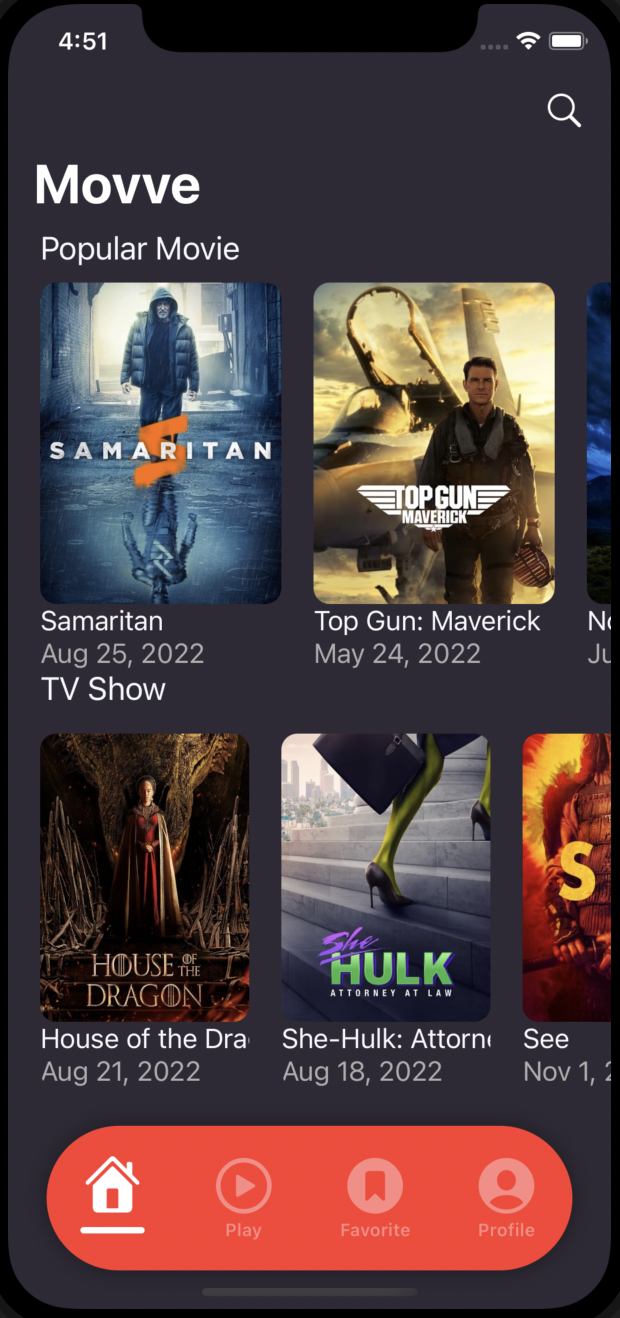 4:51
Movve
Popular Movie
SAMARITAN
TOP GUN
MAVERICK
Samaritan
Top Gun: Maverick
No
Aug 25, 2022
May 24, 2022
Ju
TV Show
HOUSE OF THE
DRAGON
She
HULK
ATTORNEY AT LAW
S
House of the Dra
She-Hulk: Attorne
See
Aug 21, 2022
Aug 18, 2022
Nov 1, 2
Play
Favorite
Profile